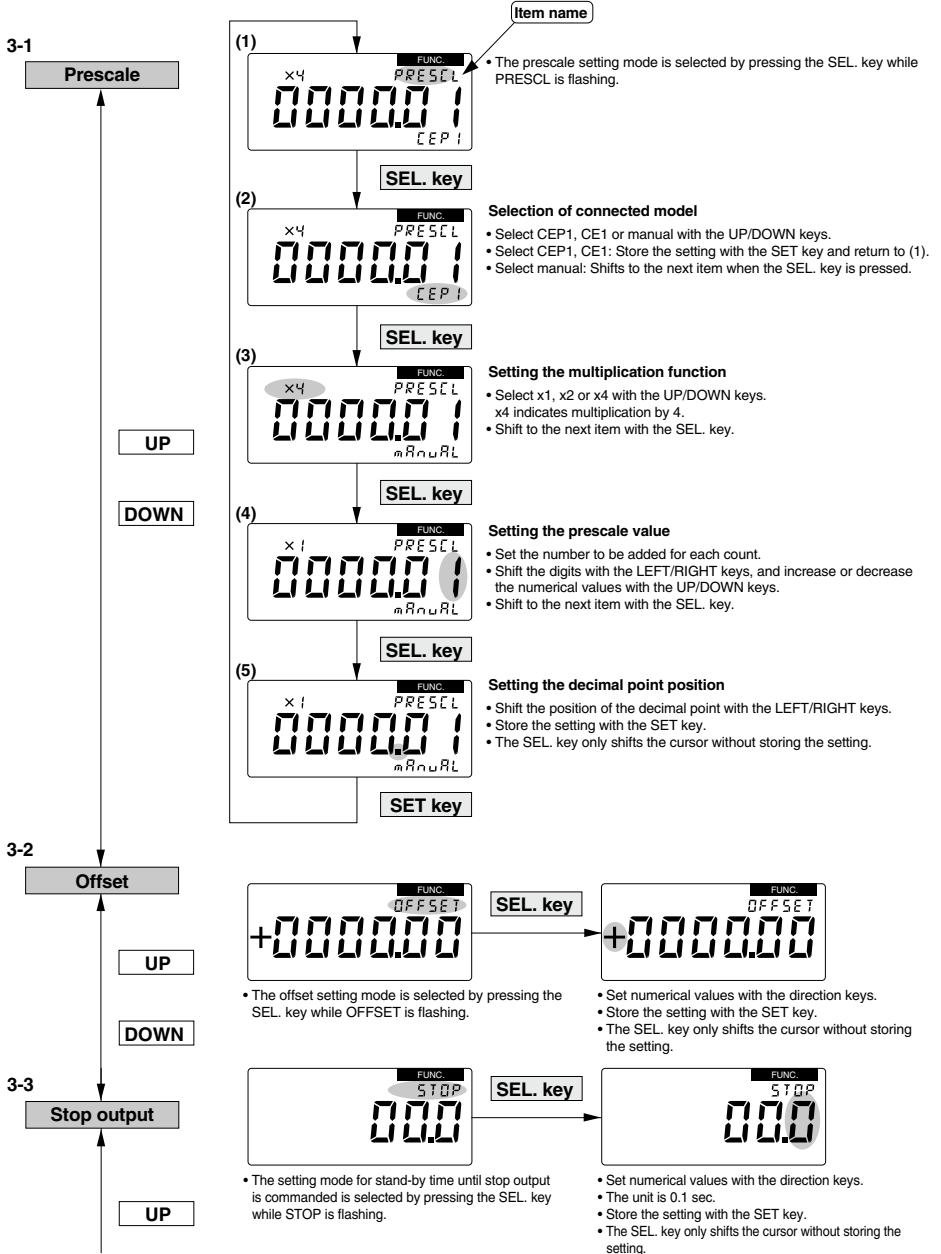 Item name
3-1
Prescale
(1)
FUNC.
×4 PRESCL
0000.01
CEP1
• The prescale setting mode is selected by pressing the SEL. key while
PRESCL is flashing.
SEL. key
(2)
FUNC.
×4 PRESCL
0000.01
CEP1
Selection of connected model
• Select CEP1, CE1 or manual with the UP/DOWN keys.
• Select CEP1, CE1: Store the setting with the SET key and return to (1).
• Select manual: Shifts to the next item when the SEL. key is pressed.
SEL. key
(3)
FUNC.
×4 PRESCL
0000.01
mAnuAL
Setting the multiplication function
• Select x1, x2 or x4 with the UP/DOWN keys.
x4 indicates multiplication by 4.
• Shift to the next item with the SEL. key.
UP
DOWN
SEL. key
(4)
FUNC.
×1 PRESCL
0000.01
mAnuAL
Setting the prescale value
• Set the number to be added for each count.
• Shift the digits with the LEFT/RIGHT keys, and increase or decrease
the numerical values with the UP/DOWN keys.
• Shift to the next item with the SEL. key.
SEL. key
(5)
FUNC.
×1 PRESCL
0000.01
mAnuAL
Setting the decimal point position
• Shift the position of the decimal point with the LEFT/RIGHT keys.
• Store the setting with the SET key.
• The SEL. key only shifts the cursor without storing the setting.
SET key
3-2
Offset
FUNC.
OFFSET
+0000.00
SEL. key
FUNC.
OFFSET
+0000.00
UP
DOWN
• The offset setting mode is selected by pressing the
SEL. key while OFFSET is flashing.
• Set numerical values with the direction keys.
• Store the setting with the SET key.
• The SEL. key only shifts the cursor without storing
the setting.
3-3
Stop output
FUNC.
STOP
00.0
SEL. key
FUNC.
STOP
00.0
UP
• The setting mode for stand-by time until stop output
is commanded is selected by pressing the SEL. key
while STOP is flashing.
• Set numerical values with the direction keys.
• The unit is 0.1 sec.
• Store the setting with the SET key.
• The SEL. key only shifts the cursor without storing the
setting.